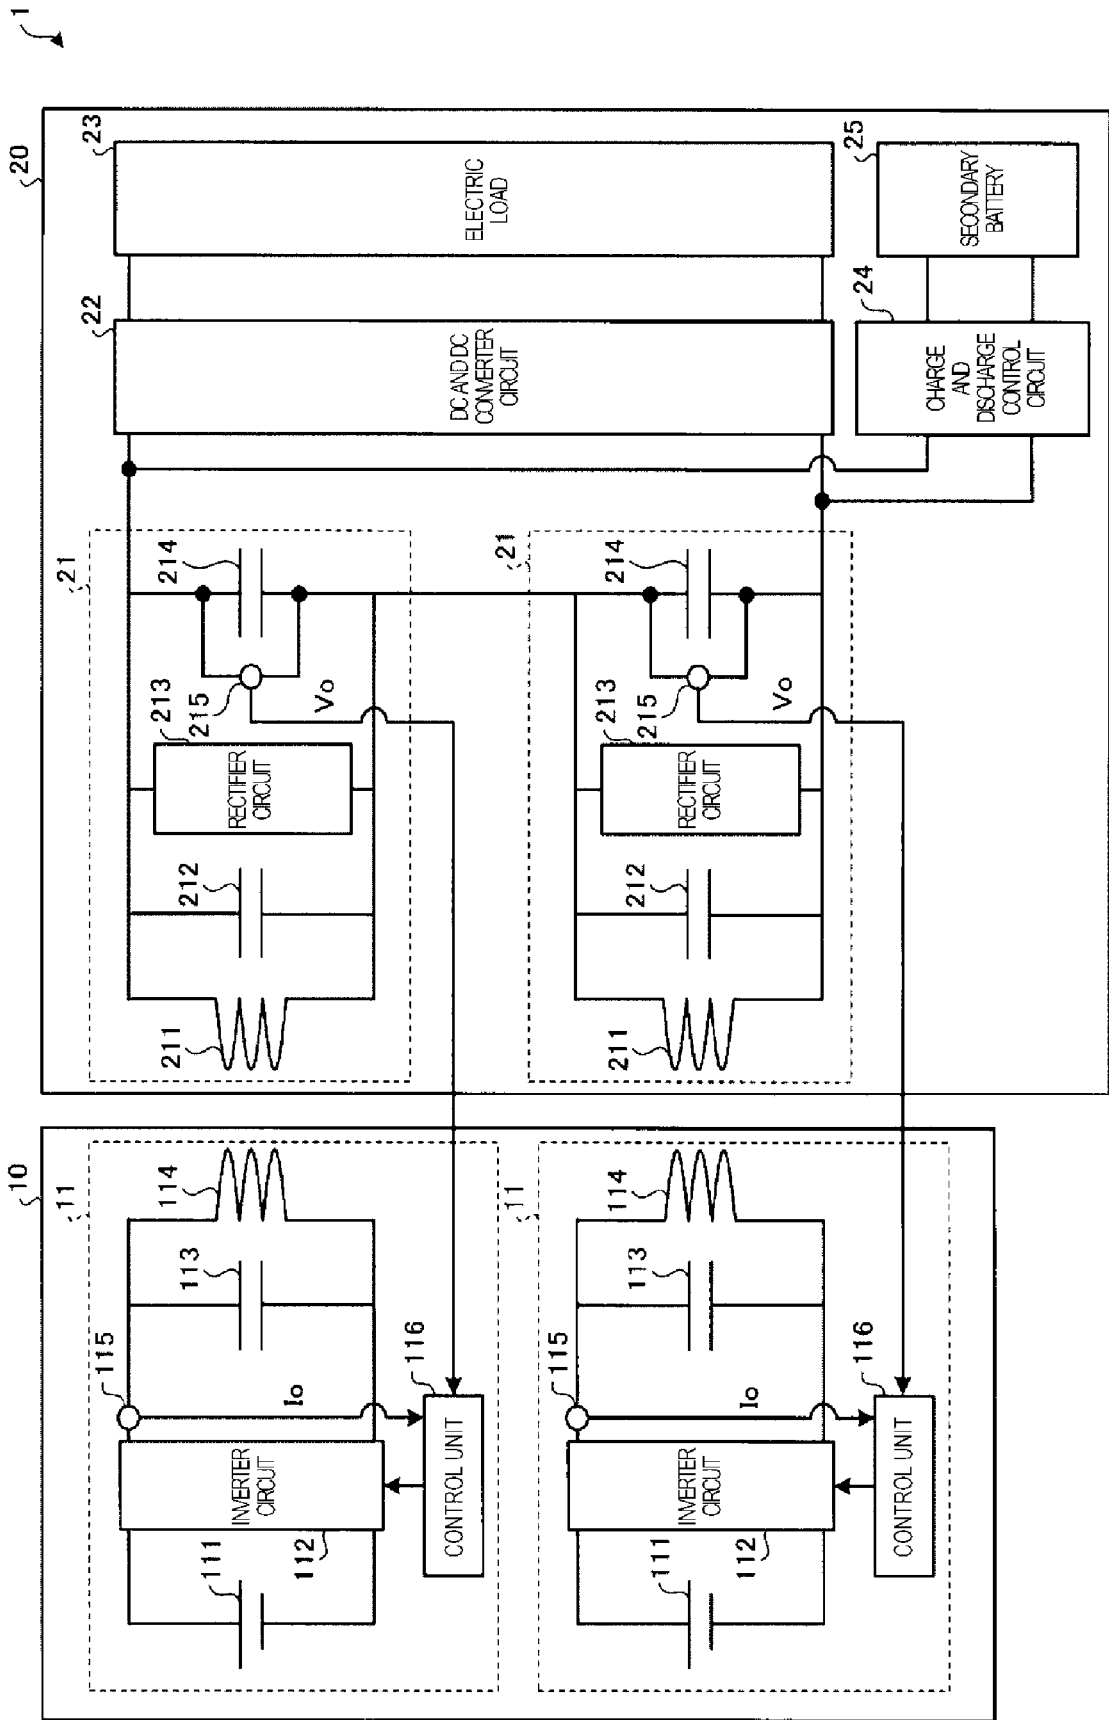 1
20
23
ELECTRIC
LOAD
25
SECONDARY
BATTERY
22
DC AND DC
CONVERTER
CIRCUIT
24
CHARGE
AND
DISCHARGE
CONTROL
CIRCUIT
21
214
215
Vo
213
RECTIFIER
CIRCUIT
212
211
21
214
215
Vo
213
RECTIFIER
CIRCUIT
212
211
10
11
114
113
115
Io
116
INVERTER
CIRCUIT
CONTROL UNIT
112
111
11
114
113
115
Io
116
INVERTER
CIRCUIT
CONTROL UNIT
112
111